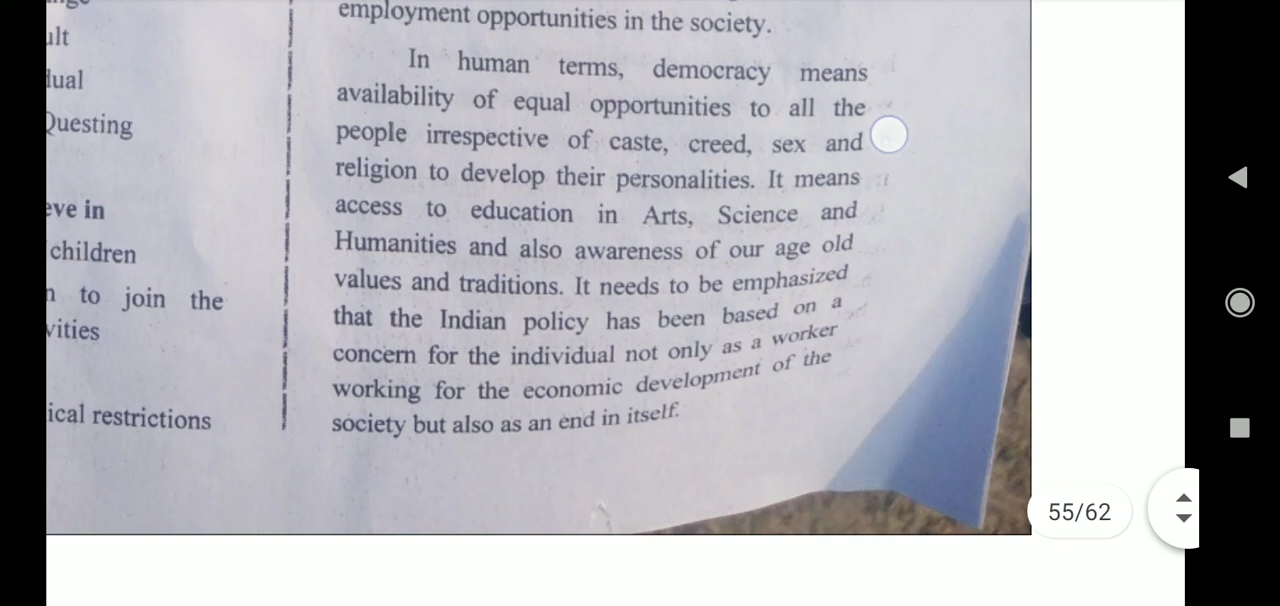 ult
dual
Questing
eve in
children
n to join the
vities
ical restrictions
employment opportunities in the society.
In human terms, democracy means
availability of equal opportunities to all the
people irrespective of caste, creed, sex and
religion to develop their personalities. It means
access to education in Arts, Science and
Humanities and also awareness of our age old
values and traditions. It needs to be emphasized
that the Indian policy has been based on a
concern for the individual not only as a worker
working for the economic development of the
society but also as an end in itself.
55/62